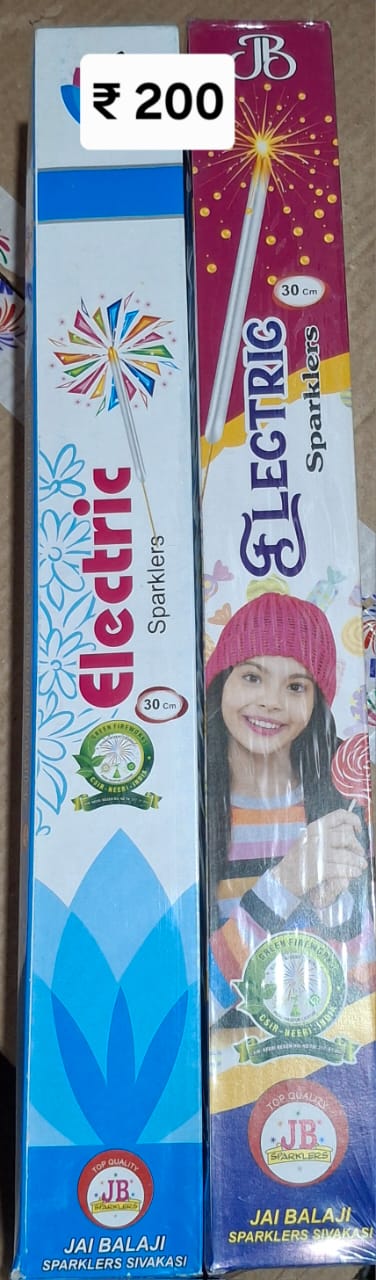 ₹ 200
Electric
Sparklers
30 Cm
GREEN FIREWORKS
CSIR-NEERI-INDIA
TOP QUALITY
JB
SPARKLERS
JAI BALAJI
SPARKLERS SIVAKASI
JB
30 Cm
ELECTRIC
Sparklers
GREEN FIREWORKS
CSIR-NEERI-INDIA
TOP QUALITY
JB
SPARKLERS
JAI BALAJI
SPARKLERS SIVAKASI